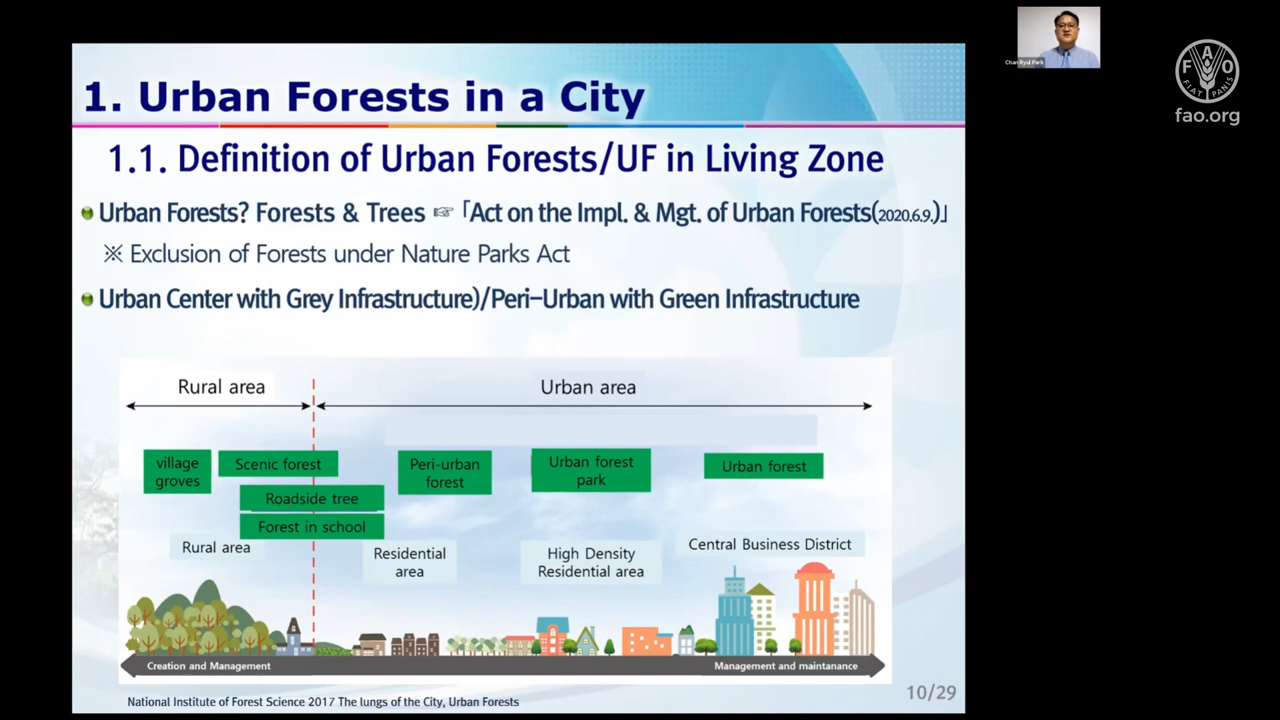 1. Urban Forests in a City
1.1. Definition of Urban Forests/UF in Living Zone
Urban Forests? Forests & Trees ☞ ｢Act on the Impl. & Mgt. of Urban Forests(2020.6.9.)｣
※ Exclusion of Forests under Nature Parks Act
Urban Center with Grey Infrastructure)/Peri-Urban with Green Infrastructure
Rural area
Urban area
village
groves
Scenic forest
Roadside tree
Forest in school
Peri-urban
forest
Urban forest
park
Urban forest
Rural area
Residential
area
High Density
Residential area
Central Business District
Creation and Management
Management and maintanance
National Institute of Forest Science 2017 The lungs of the City, Urban Forests
10/29
Chan Ryul Park
F A O
FIAT PANIS
fao.org